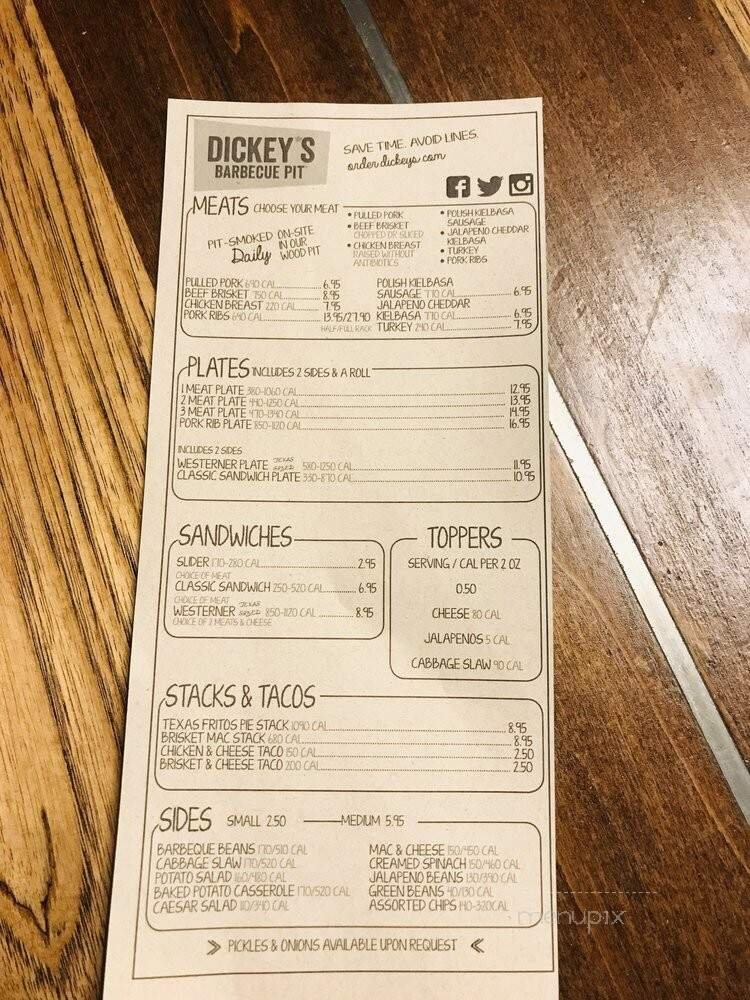 DICKEY'S
BARBECUE PIT
SAVE TIME. AVOID LINES.
order.dickeys.com
MEATS CHOOSE YOUR MEAT
PIT-SMOKED ON-SITE
Daily IN OUR
WOOD PIT
• PULLED PORK
• BEEF BRISKET
CHOPPED OR SLICED
• CHICKEN BREAST
RAISED WITHOUT
ANTIBIOTICS
• POLISH KIELBASA
SAUSAGE
• JALAPENO CHEDDAR
KIELBASA
• TURKEY
• PORK RIBS
PULLED PORK 690 CAL 6.95
BEEF BRISKET 750 CAL 8.95
CHICKEN BREAST 220 CAL 7.95
PORK RIBS 640 CAL 13.95/27.90
HALF/FULL RACK
POLISH KIELBASA
SAUSAGE 770 CAL 6.95
JALAPENO CHEDDAR
KIELBASA 770 CAL 6.95
TURKEY 240 CAL 7.95
PLATES INCLUDES 2 SIDES & A ROLL
1 MEAT PLATE 380-1060 CAL 12.95
2 MEAT PLATE 440-1250 CAL 13.95
3 MEAT PLATE 470-1340 CAL 14.95
PORK RIB PLATE 850-1120 CAL 16.95
INCLUDES 2 SIDES
WESTERNER PLATE TEXAS SIZED 580-1250 CAL 11.95
CLASSIC SANDWICH PLATE 330-870 CAL 10.95
SANDWICHES
SLIDER 170-280 CAL 2.95
CHOICE OF MEAT
CLASSIC SANDWICH 250-520 CAL 6.95
CHOICE OF MEAT
WESTERNER TEXAS SIZED 850-1120 CAL 8.95
CHOICE OF 2 MEATS & CHEESE
TOPPERS
SERVING / CAL PER 2 OZ
0.50
CHEESE 80 CAL
JALAPENOS 5 CAL
CABBAGE SLAW 90 CAL
STACKS & TACOS
TEXAS FRITOS PIE STACK 1090 CAL 8.95
BRISKET MAC STACK 680 CAL 8.95
CHICKEN & CHEESE TACO 150 CAL 2.50
BRISKET & CHEESE TACO 200 CAL 2.50
SIDES SMALL 2.50 MEDIUM 5.95
BARBEQUE BEANS 170/510 CAL
CABBAGE SLAW 170/520 CAL
POTATO SALAD 160/480 CAL
BAKED POTATO CASSEROLE 170/520 CAL
CAESAR SALAD 110/340 CAL
MAC & CHEESE 150/450 CAL
CREAMED SPINACH 150/460 CAL
JALAPENO BEANS 130/390 CAL
GREEN BEANS 40/130 CAL
ASSORTED CHIPS 140-320CAL
PICKLES & ONIONS AVAILABLE UPON REQUEST
menupix